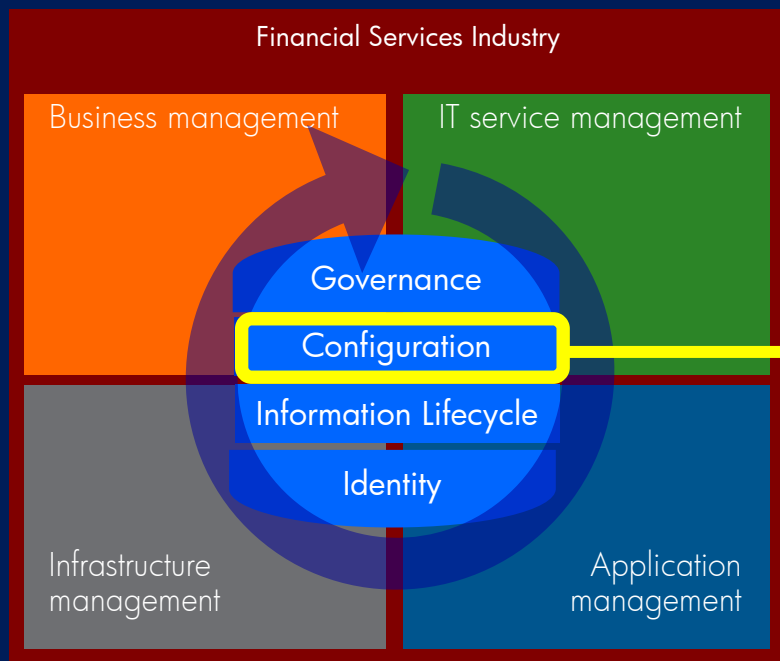 Financial Services Industry
Business management
IT service management
Governance
Configuration
Information Lifecycle
Identity
Infrastructure
management
Application
management